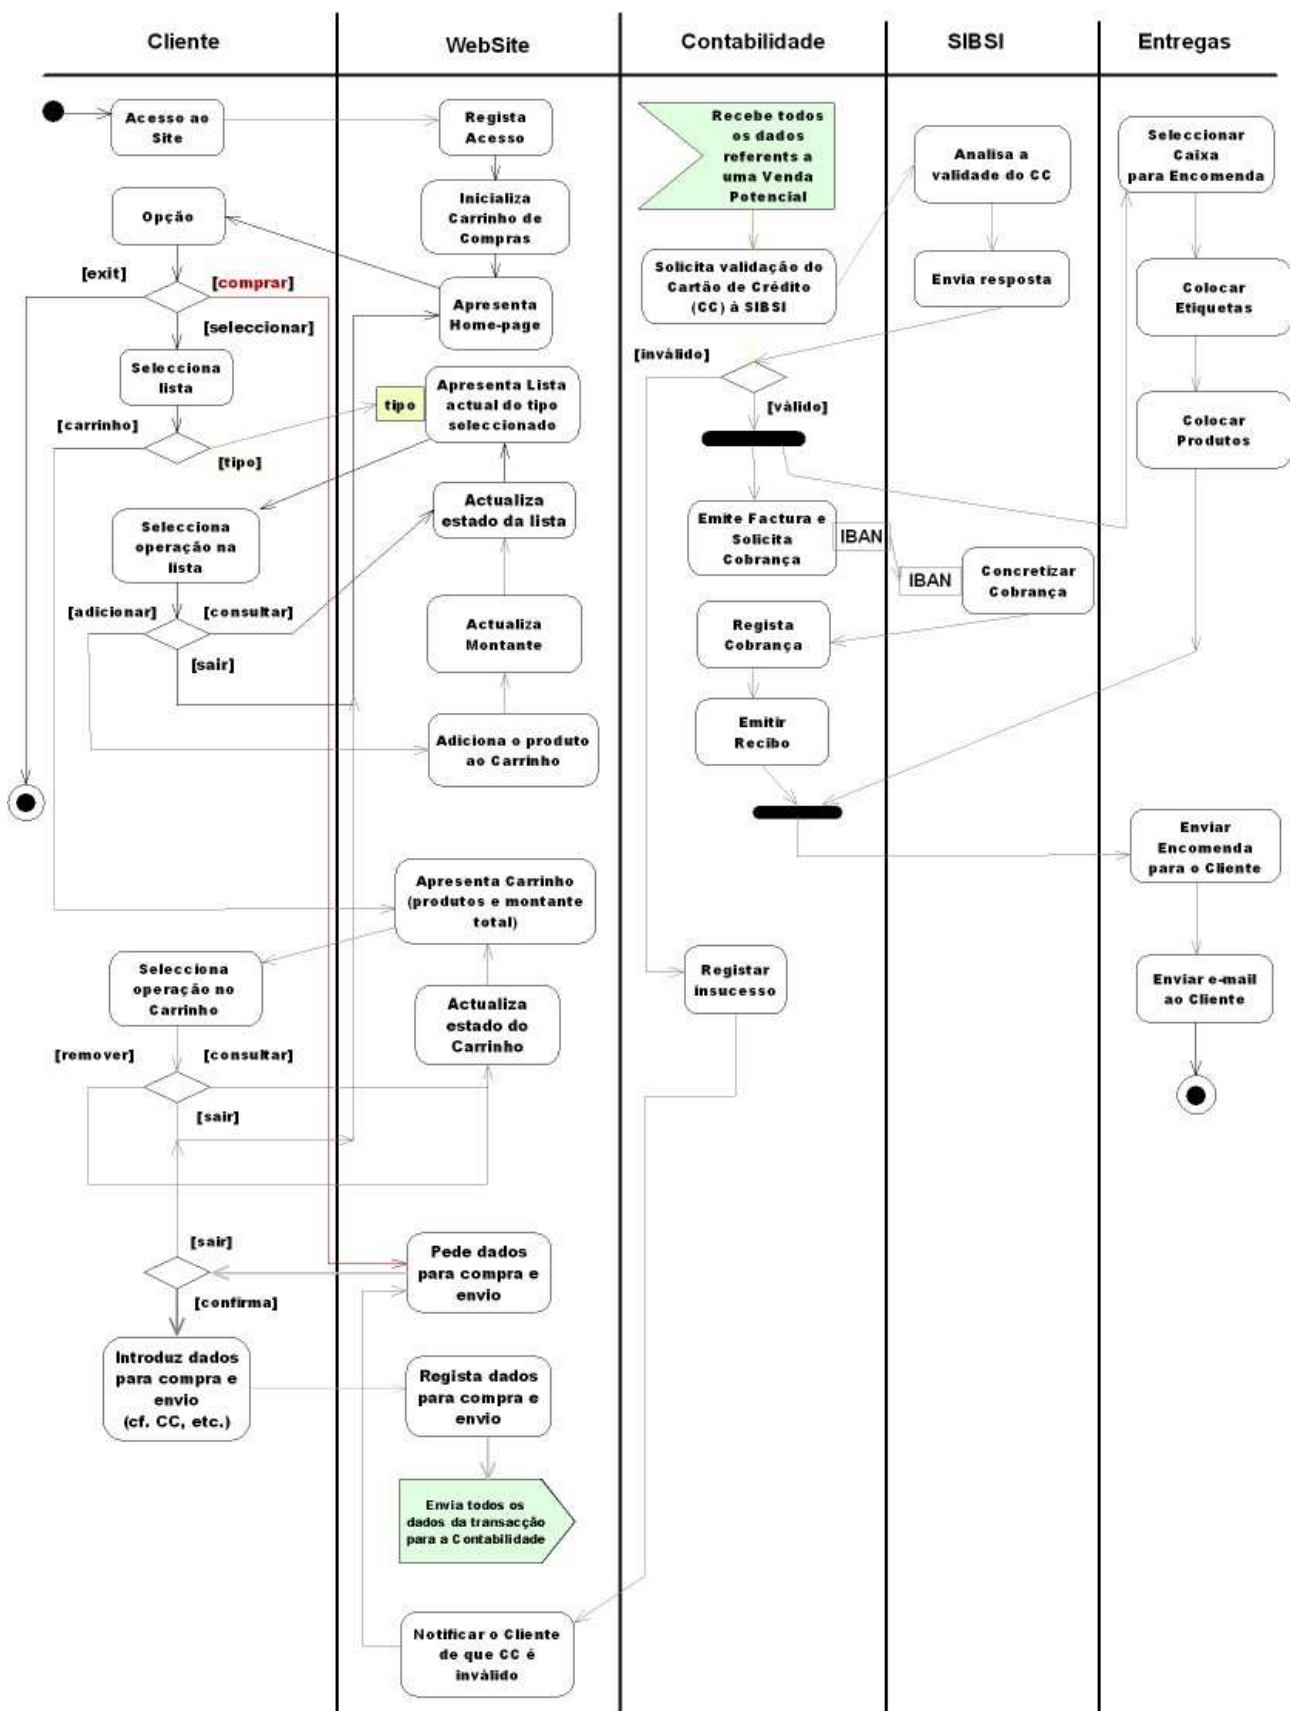 Cliente
WebSite
Contabilidade
SIBSI
Entregas
Acesso ao
Site
Opção
[exit]
[comprar]
[seleccionar]
Selecciona
lista
[carrinho]
[tipo]
Selecciona
operação na
lista
[adicionar]
[consultar]
[sair]
Selecciona
operação no
Carrinho
[remover]
[consultar]
[sair]
[sair]
[confirma]
Introduz dados
para compra e
envio
(cf. CC, etc.)
Regista
Acesso
Inicializa
Carrinho de
Compras
Apresenta
Home-page
tipo
Apresenta Lista
actual do tipo
seleccionado
Actualiza
estado da lista
Actualiza
Montante
Adiciona o produto
ao Carrinho
Apresenta Carrinho
(produtos e montante
total)
Actualiza
estado do
Carrinho
Pede dados
para compra e
envio
Regista dados
para compra e
envio
Envia todos os
dados da transacção
para a Contabilidade
Notificar o Cliente
de que CC é
inválido
Recebe todos
os dados
referents a
uma Venda
Potencial
Solicita validação do
Cartão de Crédito
(CC) à SIBSI
[inválido]
[válido]
Emite Factura e
Solicita
Cobrança
IBAN
Regista
Cobrança
Emitir
Recibo
Registar
insucesso
Analisa a
validade do CC
Envia resposta
IBAN
Concretizar
Cobrança
Seleccionar
Caixa
para Encomenda
Colocar
Etiquetas
Colocar
Produtos
Enviar
Encomenda
para o Cliente
Enviar e-mail
ao Cliente